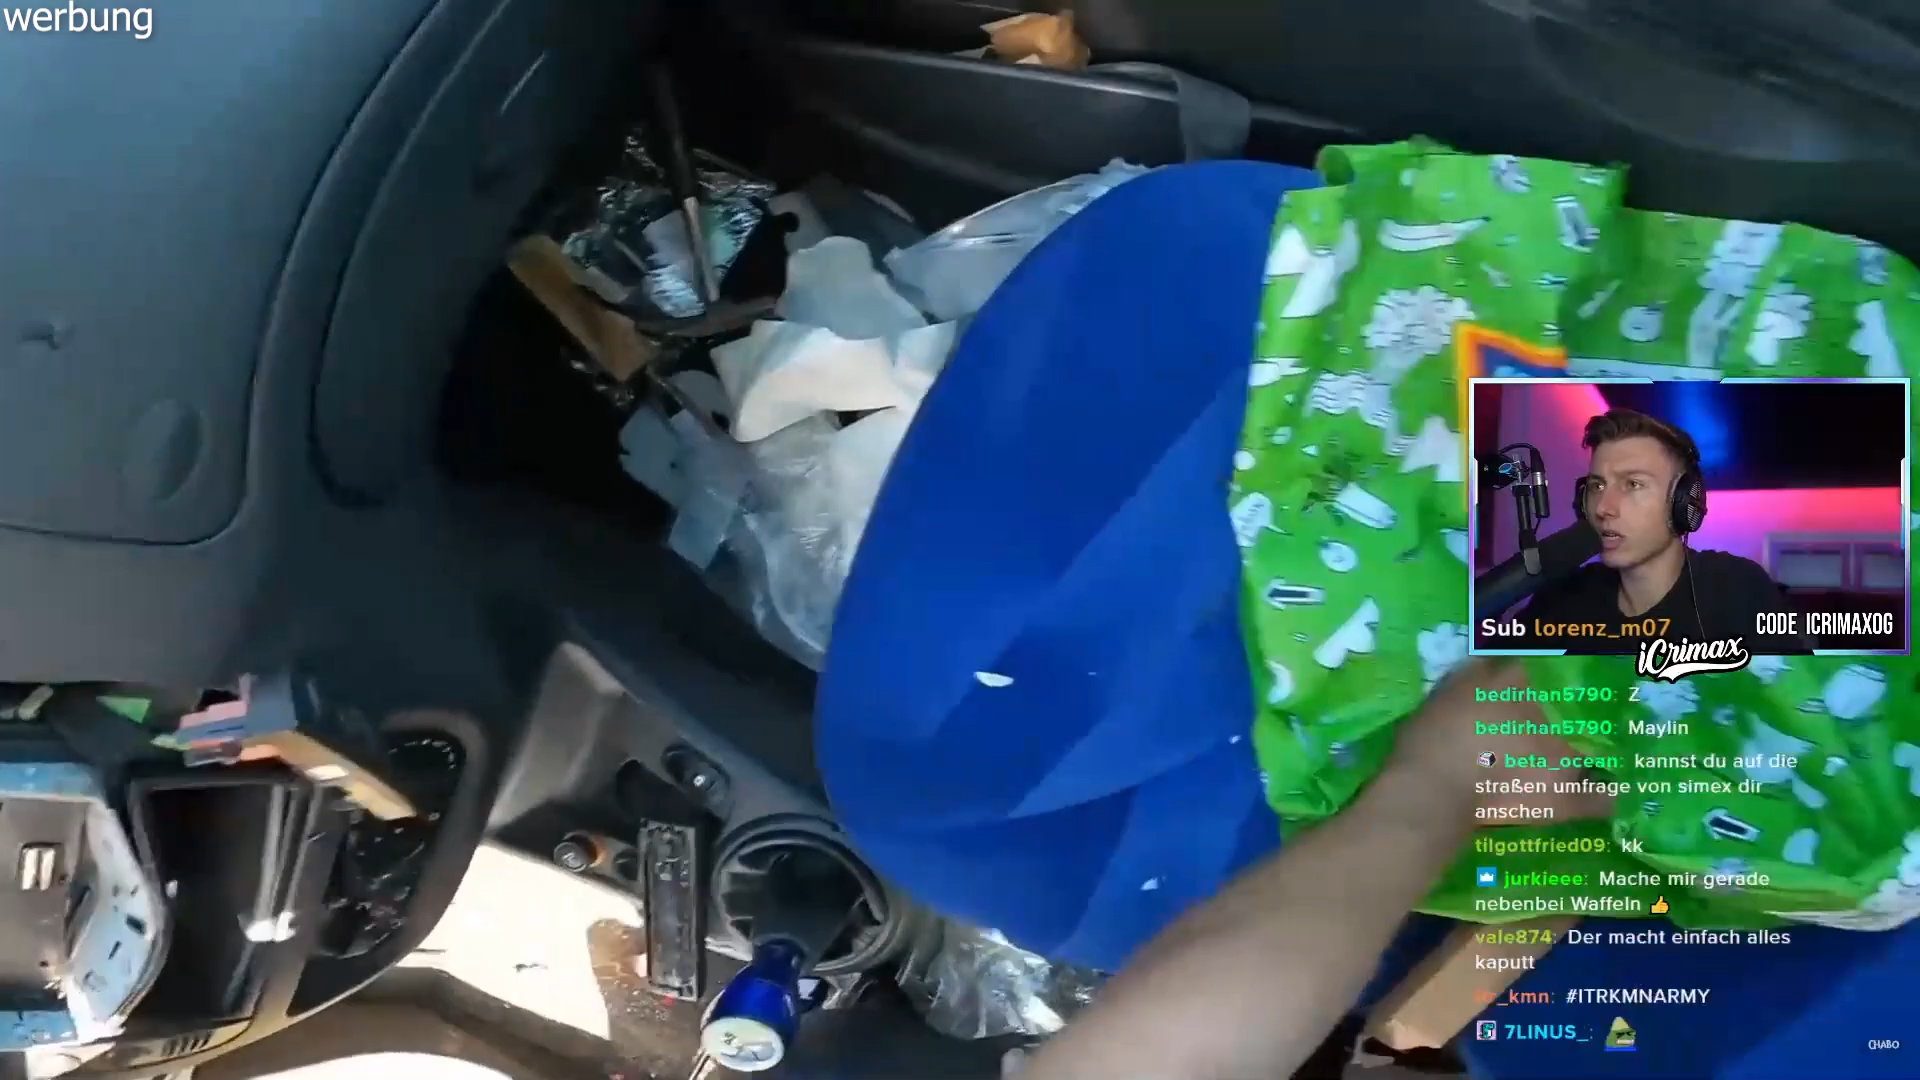 werbung
Sub lorenz_m07
CODE ICRIMAXOG
iCrimax
bedirhan5790: Z
bedirhan5790: Maylin
beta_ocean: kannst du auf die
straßen umfrage von simex dir
anschen
tilgottfried09: kk
jurkieee: Mache mir gerade
nebenbei Waffeln 👍
vale874: Der macht einfach alles
kaputt
#ITRKMNARMY
7LINUS_:
CHABO